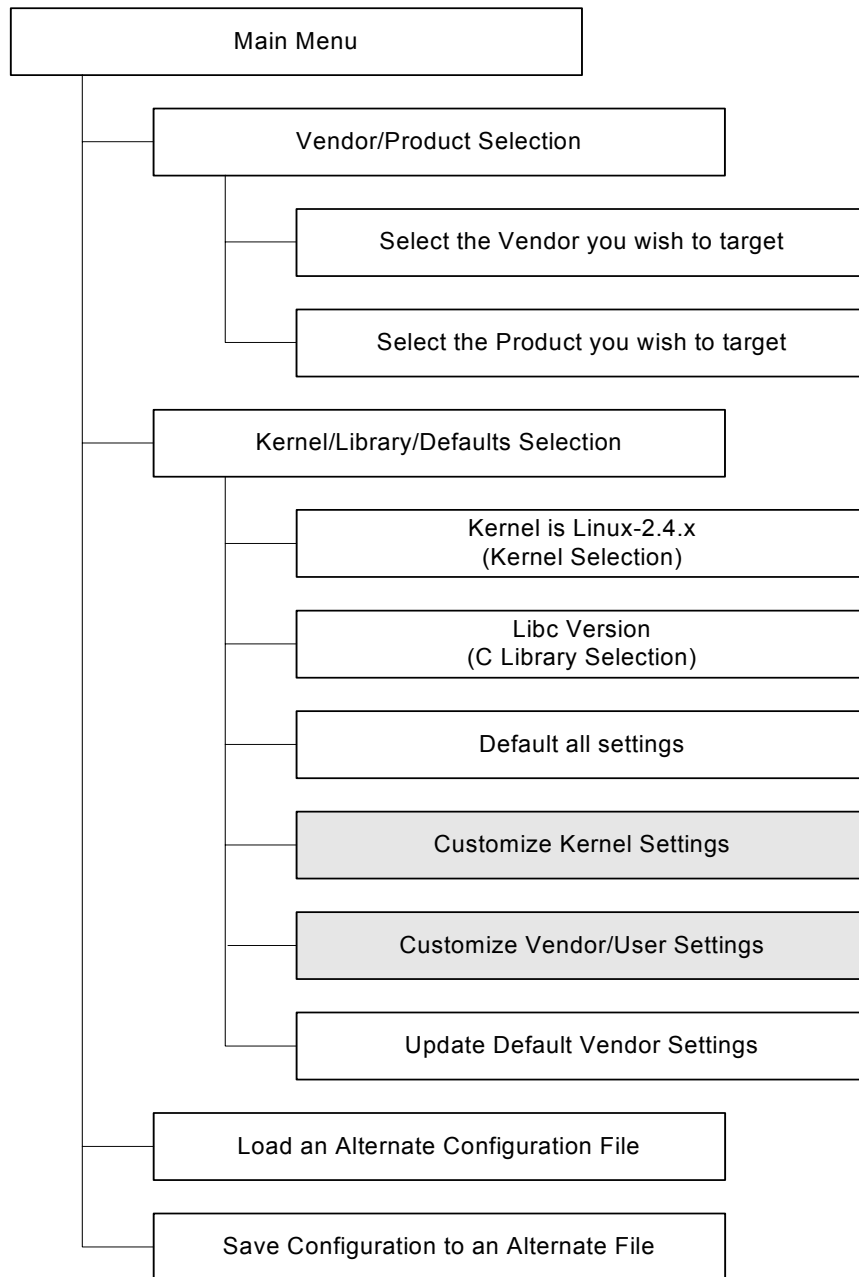 Main Menu
Vendor/Product Selection
Select the Vendor you wish to target
Select the Product you wish to target
Kernel/Library/Defaults Selection
Kernel is Linux-2.4.x
(Kernel Selection)
Libc Version
(C Library Selection)
Default all settings
Customize Kernel Settings
Customize Vendor/User Settings
Update Default Vendor Settings
Load an Alternate Configuration File
Save Configuration to an Alternate File